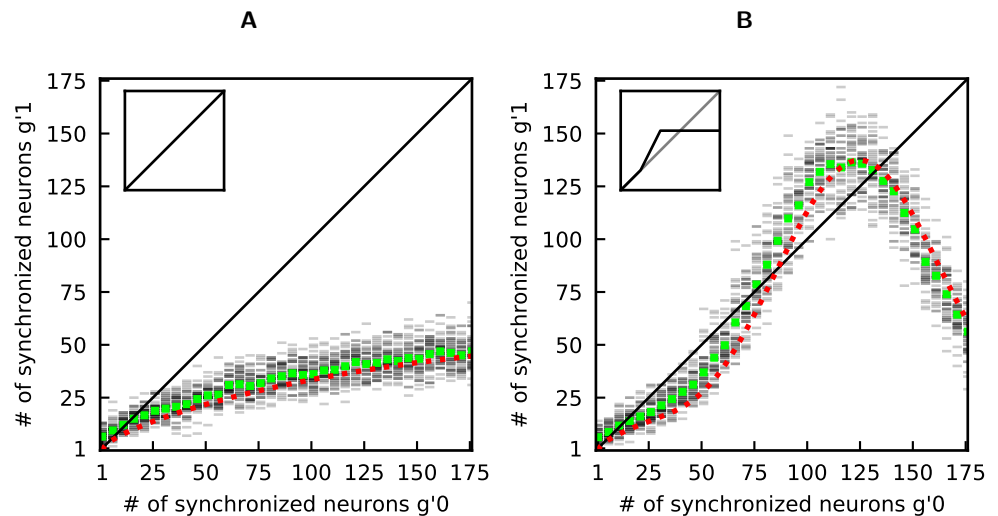 A
B
175
150
125
100
75
50
25
1
# of synchronized neurons g'1
1 25 50 75 100 125 150 175
# of synchronized neurons g'0
175
150
125
100
75
50
25
1
# of synchronized neurons g'1
1 25 50 75 100 125 150 175
# of synchronized neurons g'0